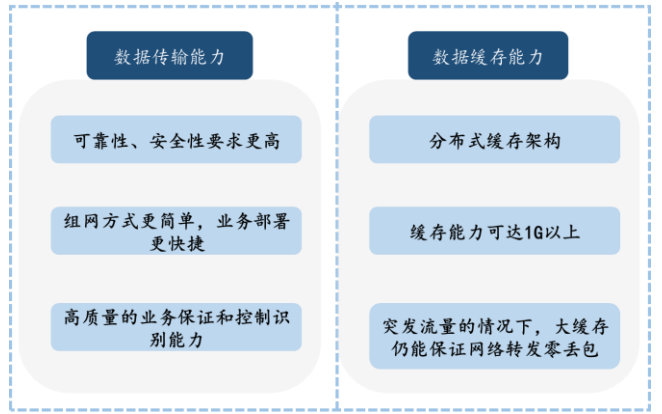 数据传输能力
可靠性、安全性要求更高
组网方式更简单，业务部署
更快捷
高质量的业务保证和控制识
别能力
数据缓存能力
分布式缓存架构
缓存能力可达1G以上
突发流量的情况下，大缓存
仍能保证网络转发零丢包